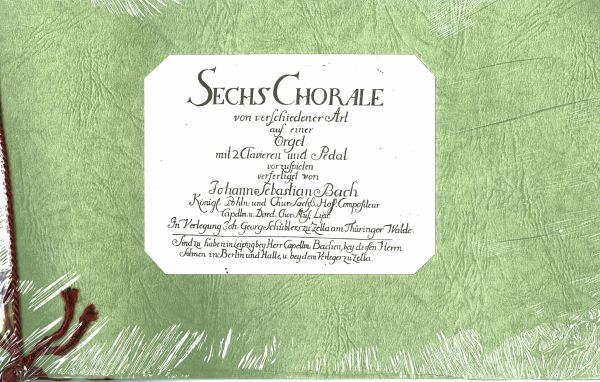 SECHS CHORALE
von verschiedener Art
auf einer
Orgel
mit 2 Clavieren und Pedal
vorzuspielen
verfertiget von
Johann Sebastian Bach
Königl. Pohln. und Chur Sächs. Hoff Compositeur
Capellm. u. Direct. Chor. Mus. Lips.
In Verlegung Joh. Georg Schüblers zu Zella am Thüringer Walde.
Sind zu haben in Leipzig bey Herr Capellm. Bachen, bey dessen Herrn
Söhnen in Berlin und Halle, u. bey dem Verleger zu Zella.